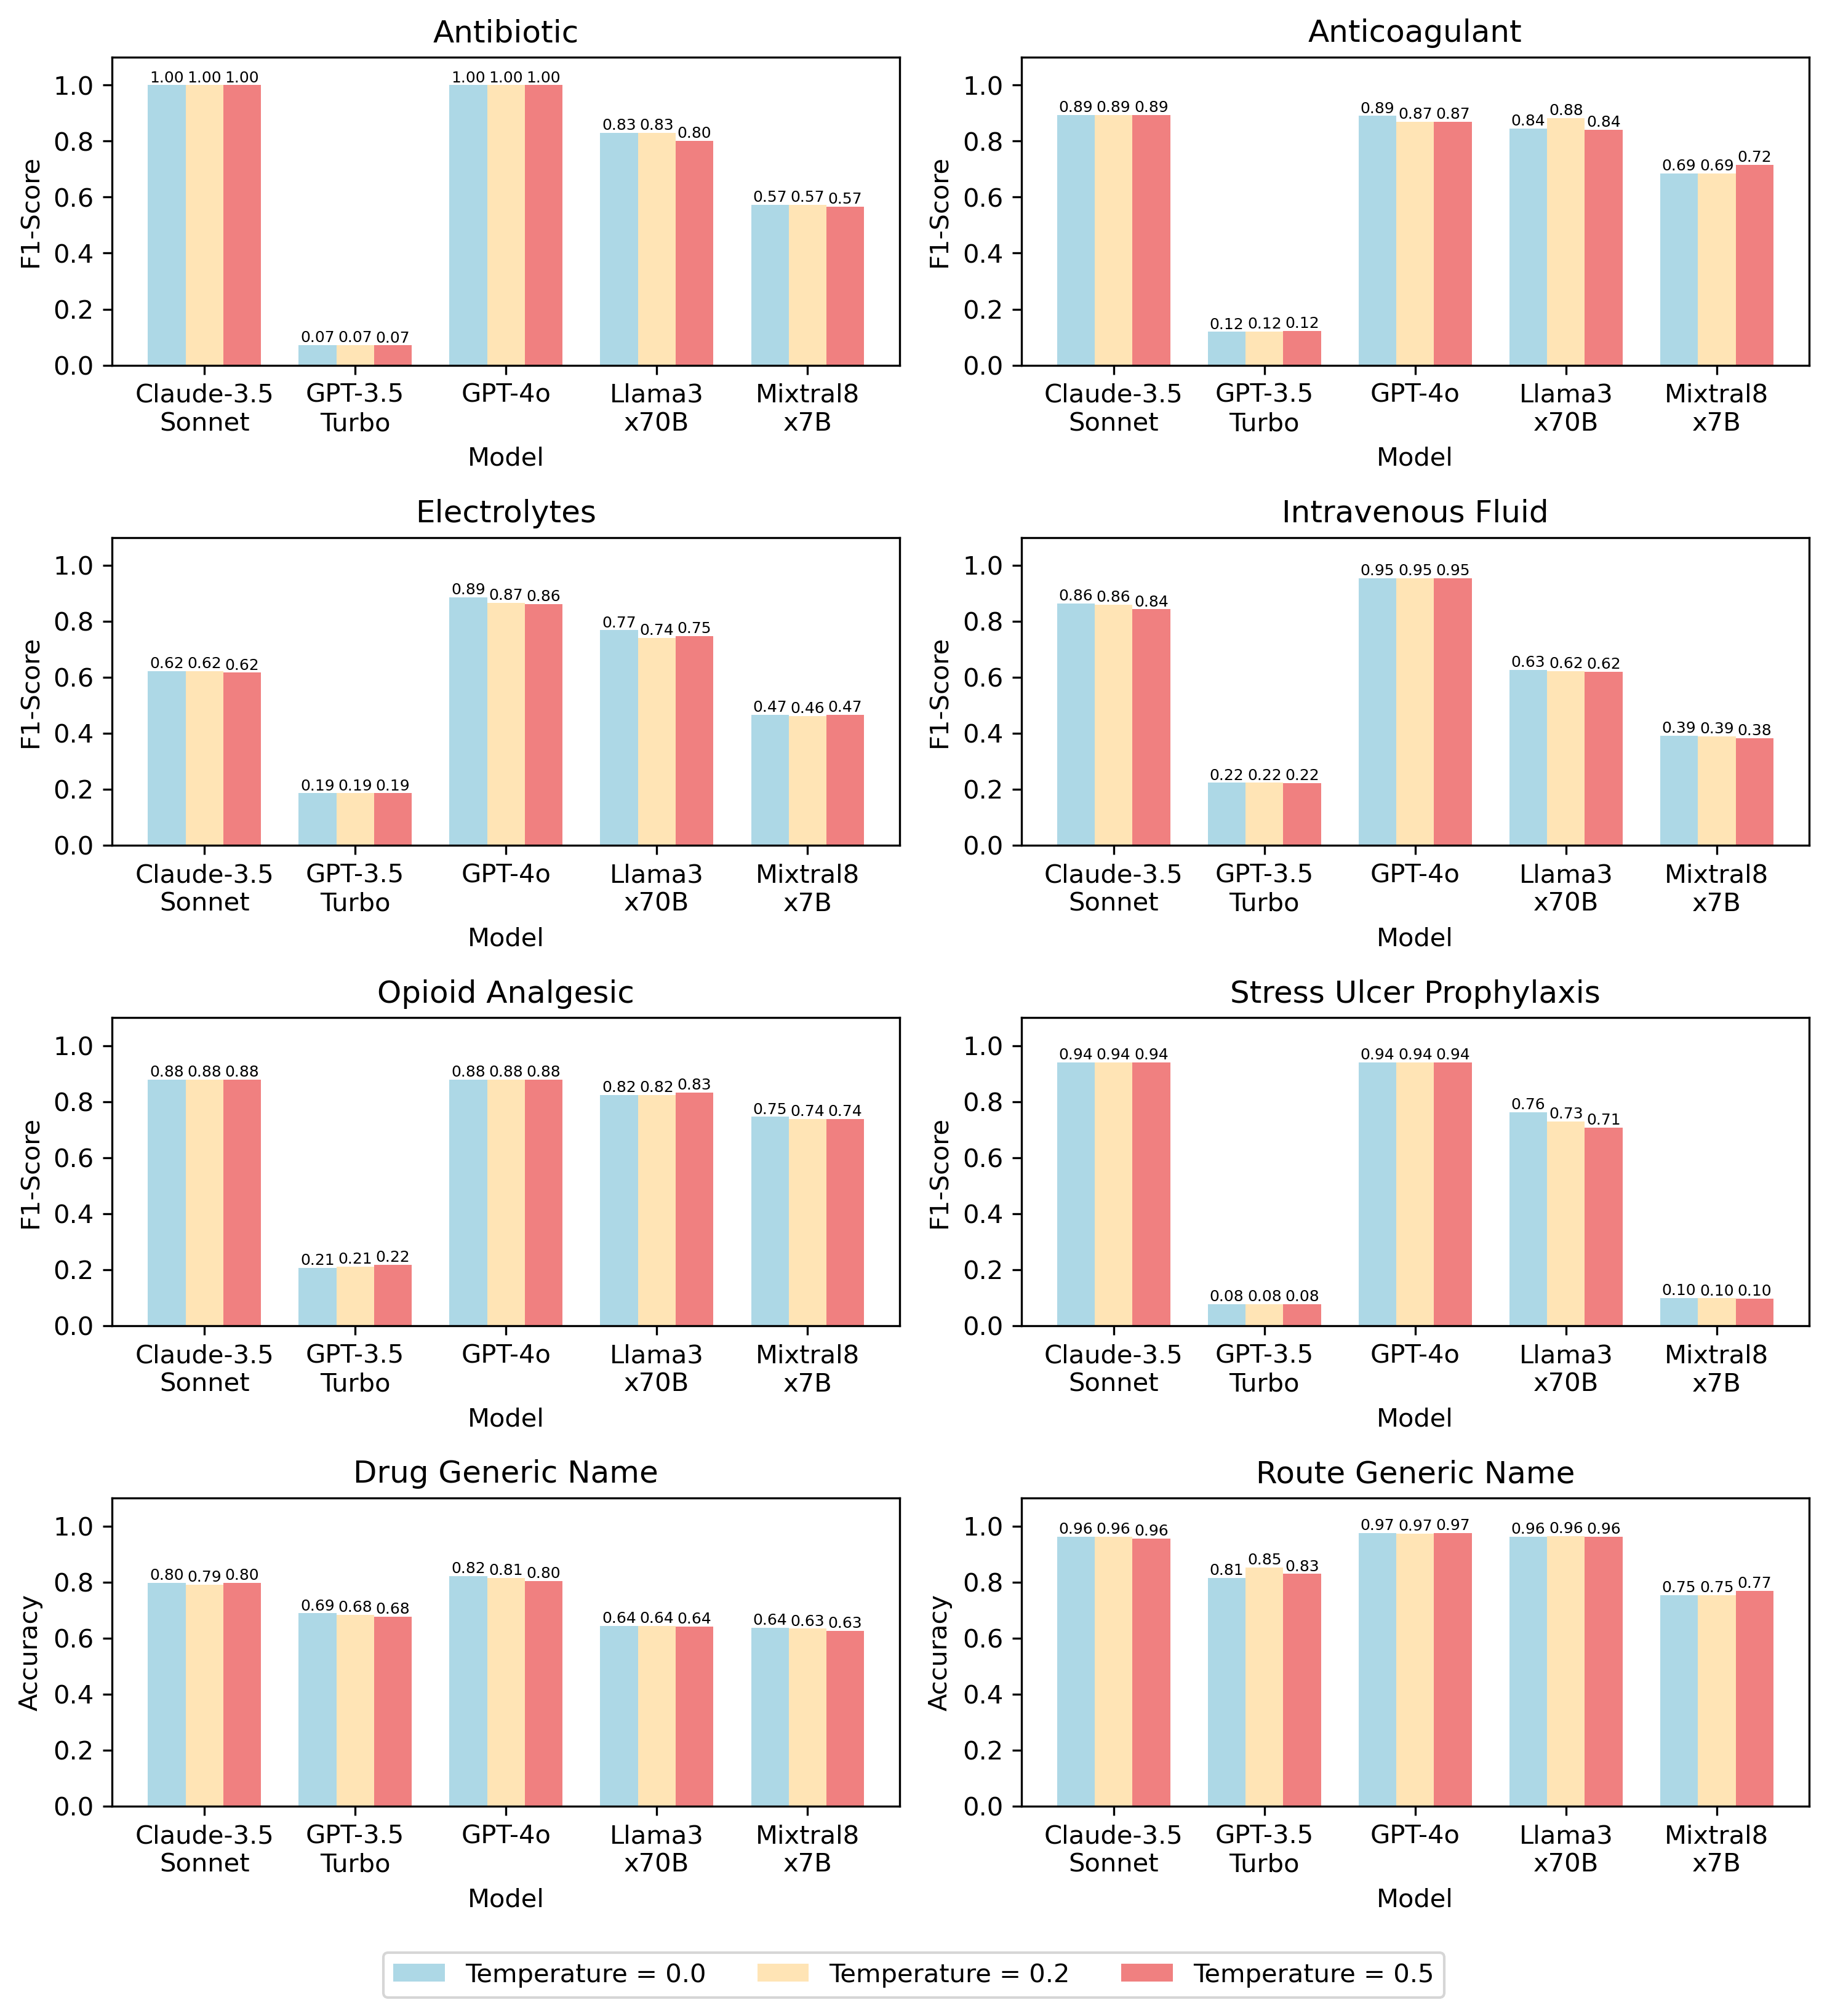 Antibiotic
F1-Score
1.0
0.8
0.6
0.4
0.2
0.0
1.00 1.00 1.00
0.07 0.07 0.07
1.00 1.00 1.00
0.83 0.83 0.80
0.57 0.57 0.57
Claude-3.5
Sonnet
GPT-3.5
Turbo
GPT-4o
Llama3
x70B
Mixtral8
x7B
Model
Anticoagulant
F1-Score
1.0
0.8
0.6
0.4
0.2
0.0
0.89 0.89 0.89
0.12 0.12 0.12
0.89 0.87 0.87
0.84 0.88 0.84
0.69 0.69 0.72
Claude-3.5
Sonnet
GPT-3.5
Turbo
GPT-4o
Llama3
x70B
Mixtral8
x7B
Model
Electrolytes
F1-Score
1.0
0.8
0.6
0.4
0.2
0.0
0.62 0.62 0.62
0.19 0.19 0.19
0.89 0.87 0.86
0.77 0.74 0.75
0.47 0.46 0.47
Claude-3.5
Sonnet
GPT-3.5
Turbo
GPT-4o
Llama3
x70B
Mixtral8
x7B
Model
Intravenous Fluid
F1-Score
1.0
0.8
0.6
0.4
0.2
0.0
0.86 0.86 0.84
0.22 0.22 0.22
0.95 0.95 0.95
0.63 0.62 0.62
0.39 0.39 0.38
Claude-3.5
Sonnet
GPT-3.5
Turbo
GPT-4o
Llama3
x70B
Mixtral8
x7B
Model
Opioid Analgesic
F1-Score
1.0
0.8
0.6
0.4
0.2
0.0
0.88 0.88 0.88
0.21 0.21 0.22
0.88 0.88 0.88
0.82 0.82 0.83
0.75 0.74 0.74
Claude-3.5
Sonnet
GPT-3.5
Turbo
GPT-4o
Llama3
x70B
Mixtral8
x7B
Model
Stress Ulcer Prophylaxis
F1-Score
1.0
0.8
0.6
0.4
0.2
0.0
0.94 0.94 0.94
0.08 0.08 0.08
0.94 0.94 0.94
0.76 0.73 0.71
0.10 0.10 0.10
Claude-3.5
Sonnet
GPT-3.5
Turbo
GPT-4o
Llama3
x70B
Mixtral8
x7B
Model
Drug Generic Name
Accuracy
1.0
0.8
0.6
0.4
0.2
0.0
0.80 0.79 0.80
0.69 0.68 0.68
0.82 0.81 0.80
0.64 0.64 0.64
0.64 0.63 0.63
Claude-3.5
Sonnet
GPT-3.5
Turbo
GPT-4o
Llama3
x70B
Mixtral8
x7B
Model
Route Generic Name
Accuracy
1.0
0.8
0.6
0.4
0.2
0.0
0.96 0.96 0.96
0.81 0.85 0.83
0.97 0.97 0.97
0.96 0.96 0.96
0.75 0.75 0.77
Claude-3.5
Sonnet
GPT-3.5
Turbo
GPT-4o
Llama3
x70B
Mixtral8
x7B
Model
Temperature = 0.0
Temperature = 0.2
Temperature = 0.5